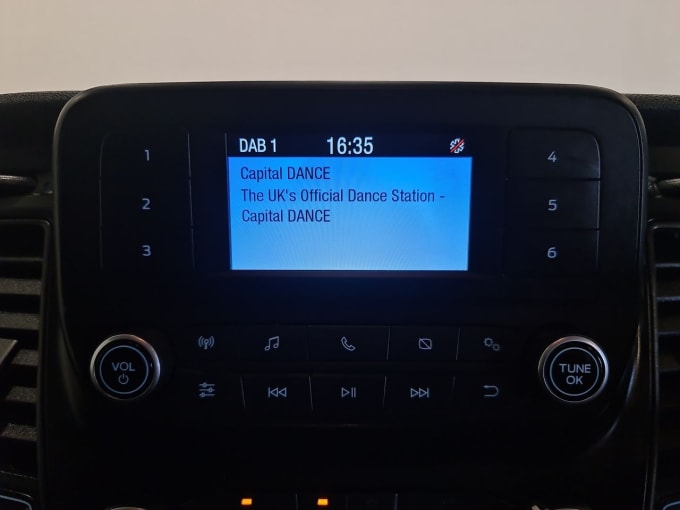 DAB 1 16:35
Capital DANCE
The UK's Official Dance Station -
Capital DANCE
1
2
3
4
5
6
VOL
TUNE
OK